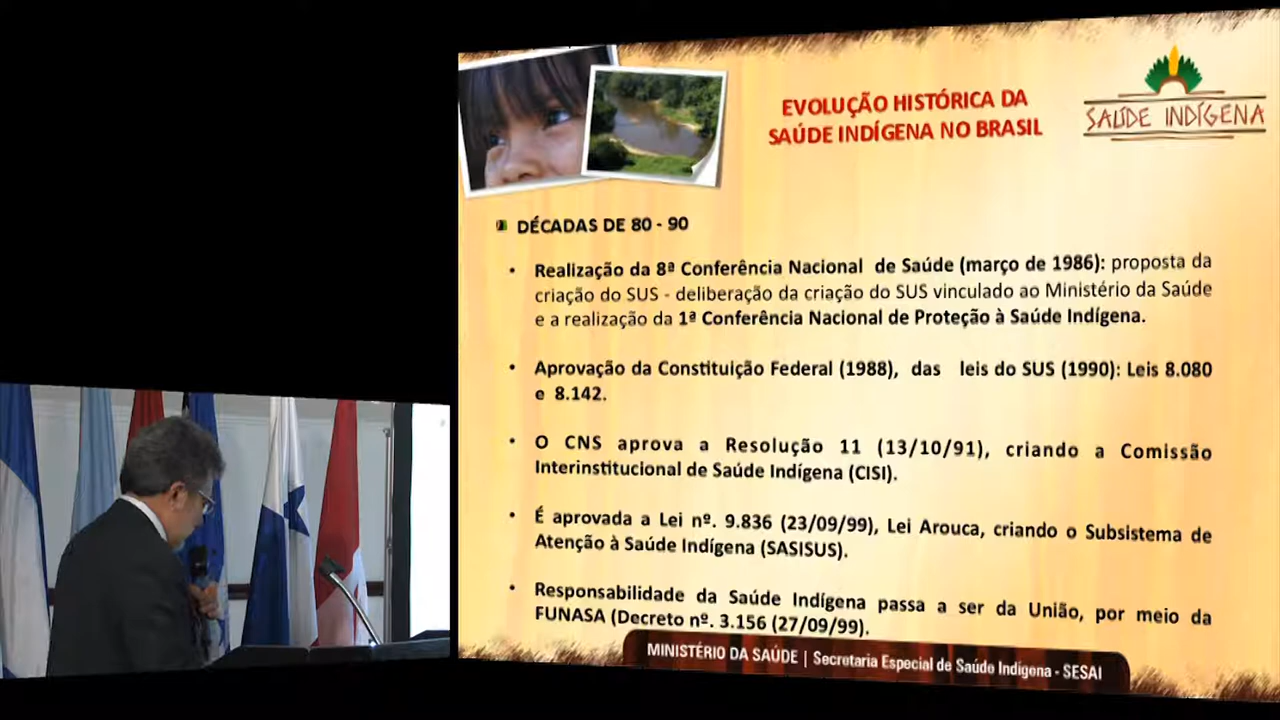 EVOLUÇÃO HISTÓRICA DA
SAÚDE INDÍGENA NO BRASIL
SAÚDE INDÍGENA
DÉCADAS DE 80 - 90
• Realização da 8ª Conferência Nacional de Saúde (março de 1986): proposta da
criação do SUS - deliberação da criação do SUS vinculado ao Ministério da Saúde
e a realização da 1ª Conferência Nacional de Proteção à Saúde Indígena.
• Aprovação da Constituição Federal (1988), das leis do SUS (1990): Leis 8.080
e 8.142.
• O CNS aprova a Resolução 11 (13/10/91), criando a Comissão
Interinstitucional de Saúde Indígena (CISI).
• É aprovada a Lei nº. 9.836 (23/09/99), Lei Arouca, criando o Subsistema de
Atenção à Saúde Indígena (SASISUS).
• Responsabilidade da Saúde Indígena passa a ser da União, por meio da
FUNASA (Decreto nº. 3.156 (27/09/99).
MINISTÉRIO DA SAÚDE | Secretaria Especial de Saúde Indígena - SESAI